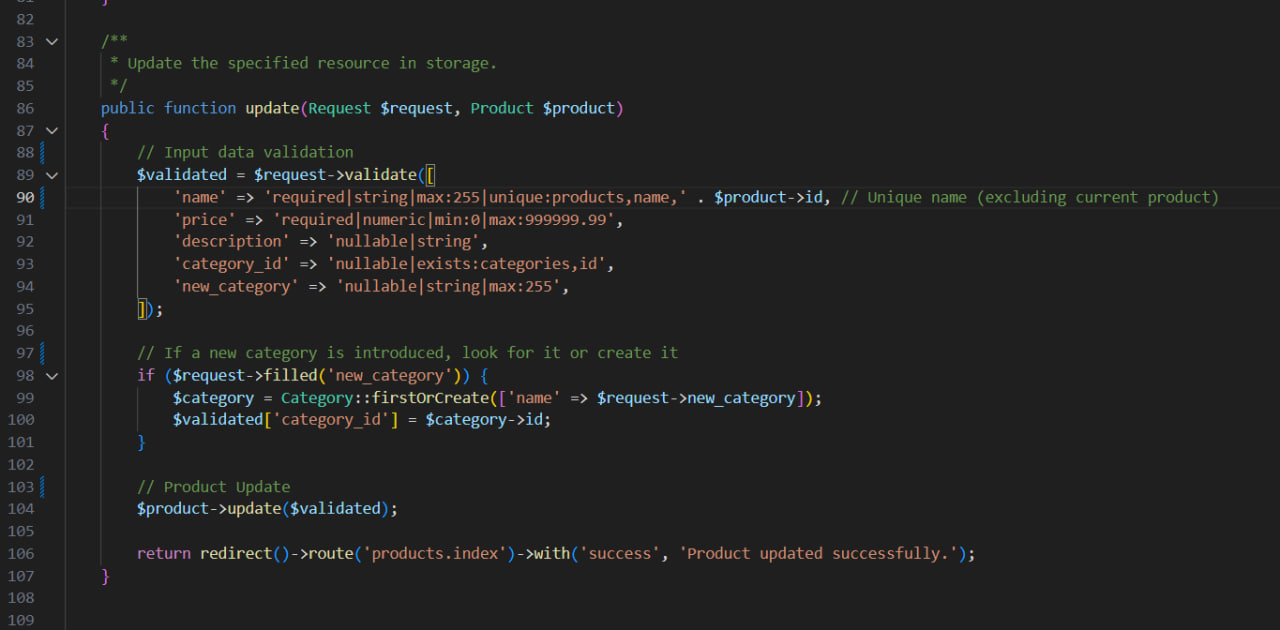 81 }
82
83 /**
84 * Update the specified resource in storage.
85 */
86 public function update(Request $request, Product $product)
87 {
88 // Input data validation
89 $validated = $request->validate([
90 'name' => 'required|string|max:255|unique:products,name,' . $product->id, // Unique name (excluding current product)
91 'price' => 'required|numeric|min:0|max:999999.99',
92 'description' => 'nullable|string',
93 'category_id' => 'nullable|exists:categories,id',
94 'new_category' => 'nullable|string|max:255',
95 ]);
96
97 // If a new category is introduced, look for it or create it
98 if ($request->filled('new_category')) {
99 $category = Category::firstOrCreate(['name' => $request->new_category]);
100 $validated['category_id'] = $category->id;
101 }
102
103 // Product Update
104 $product->update($validated);
105
106 return redirect()->route('products.index')->with('success', 'Product updated successfully.');
107 }
108
109